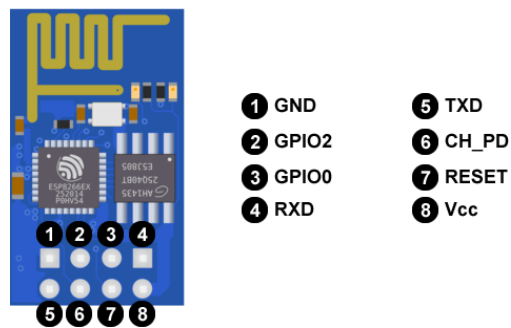 ESP8266EX
252014
P0HV54
AH1435
25Q40BT
E3J805
1 2 3 4
5 6 7 8
1 GND
2 GPIO2
3 GPIO0
4 RXD
5 TXD
6 CH_PD
7 RESET
8 Vcc